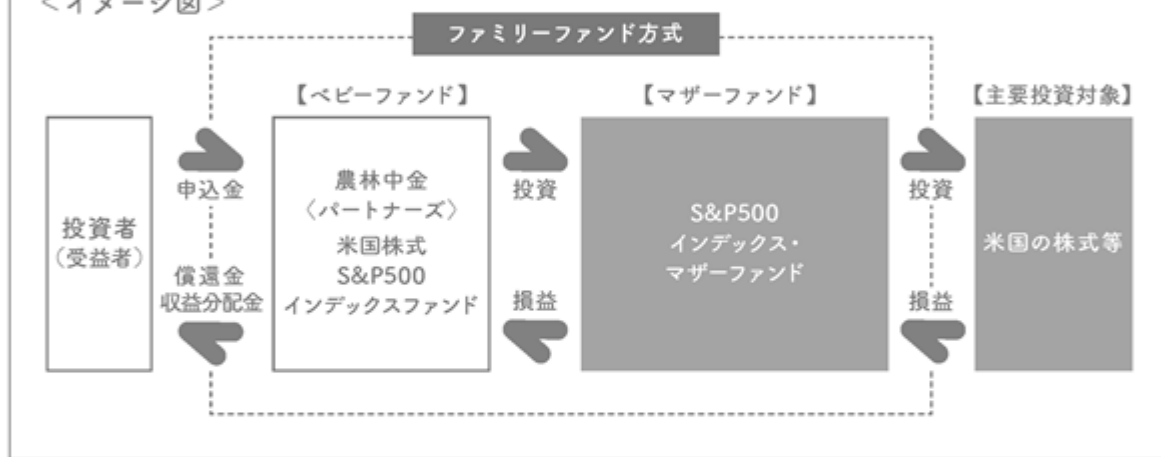 ＜イメージ図＞
ファミリーファンド方式
【ベビーファンド】
【マザーファンド】
【主要投資対象】
投資者
（受益者）
申込金
償還金
収益分配金
農林中金
〈パートナーズ〉
米国株式
S&P500
インデックスファンド
投資
損益
S&P500
インデックス・
マザーファンド
投資
損益
米国の株式等